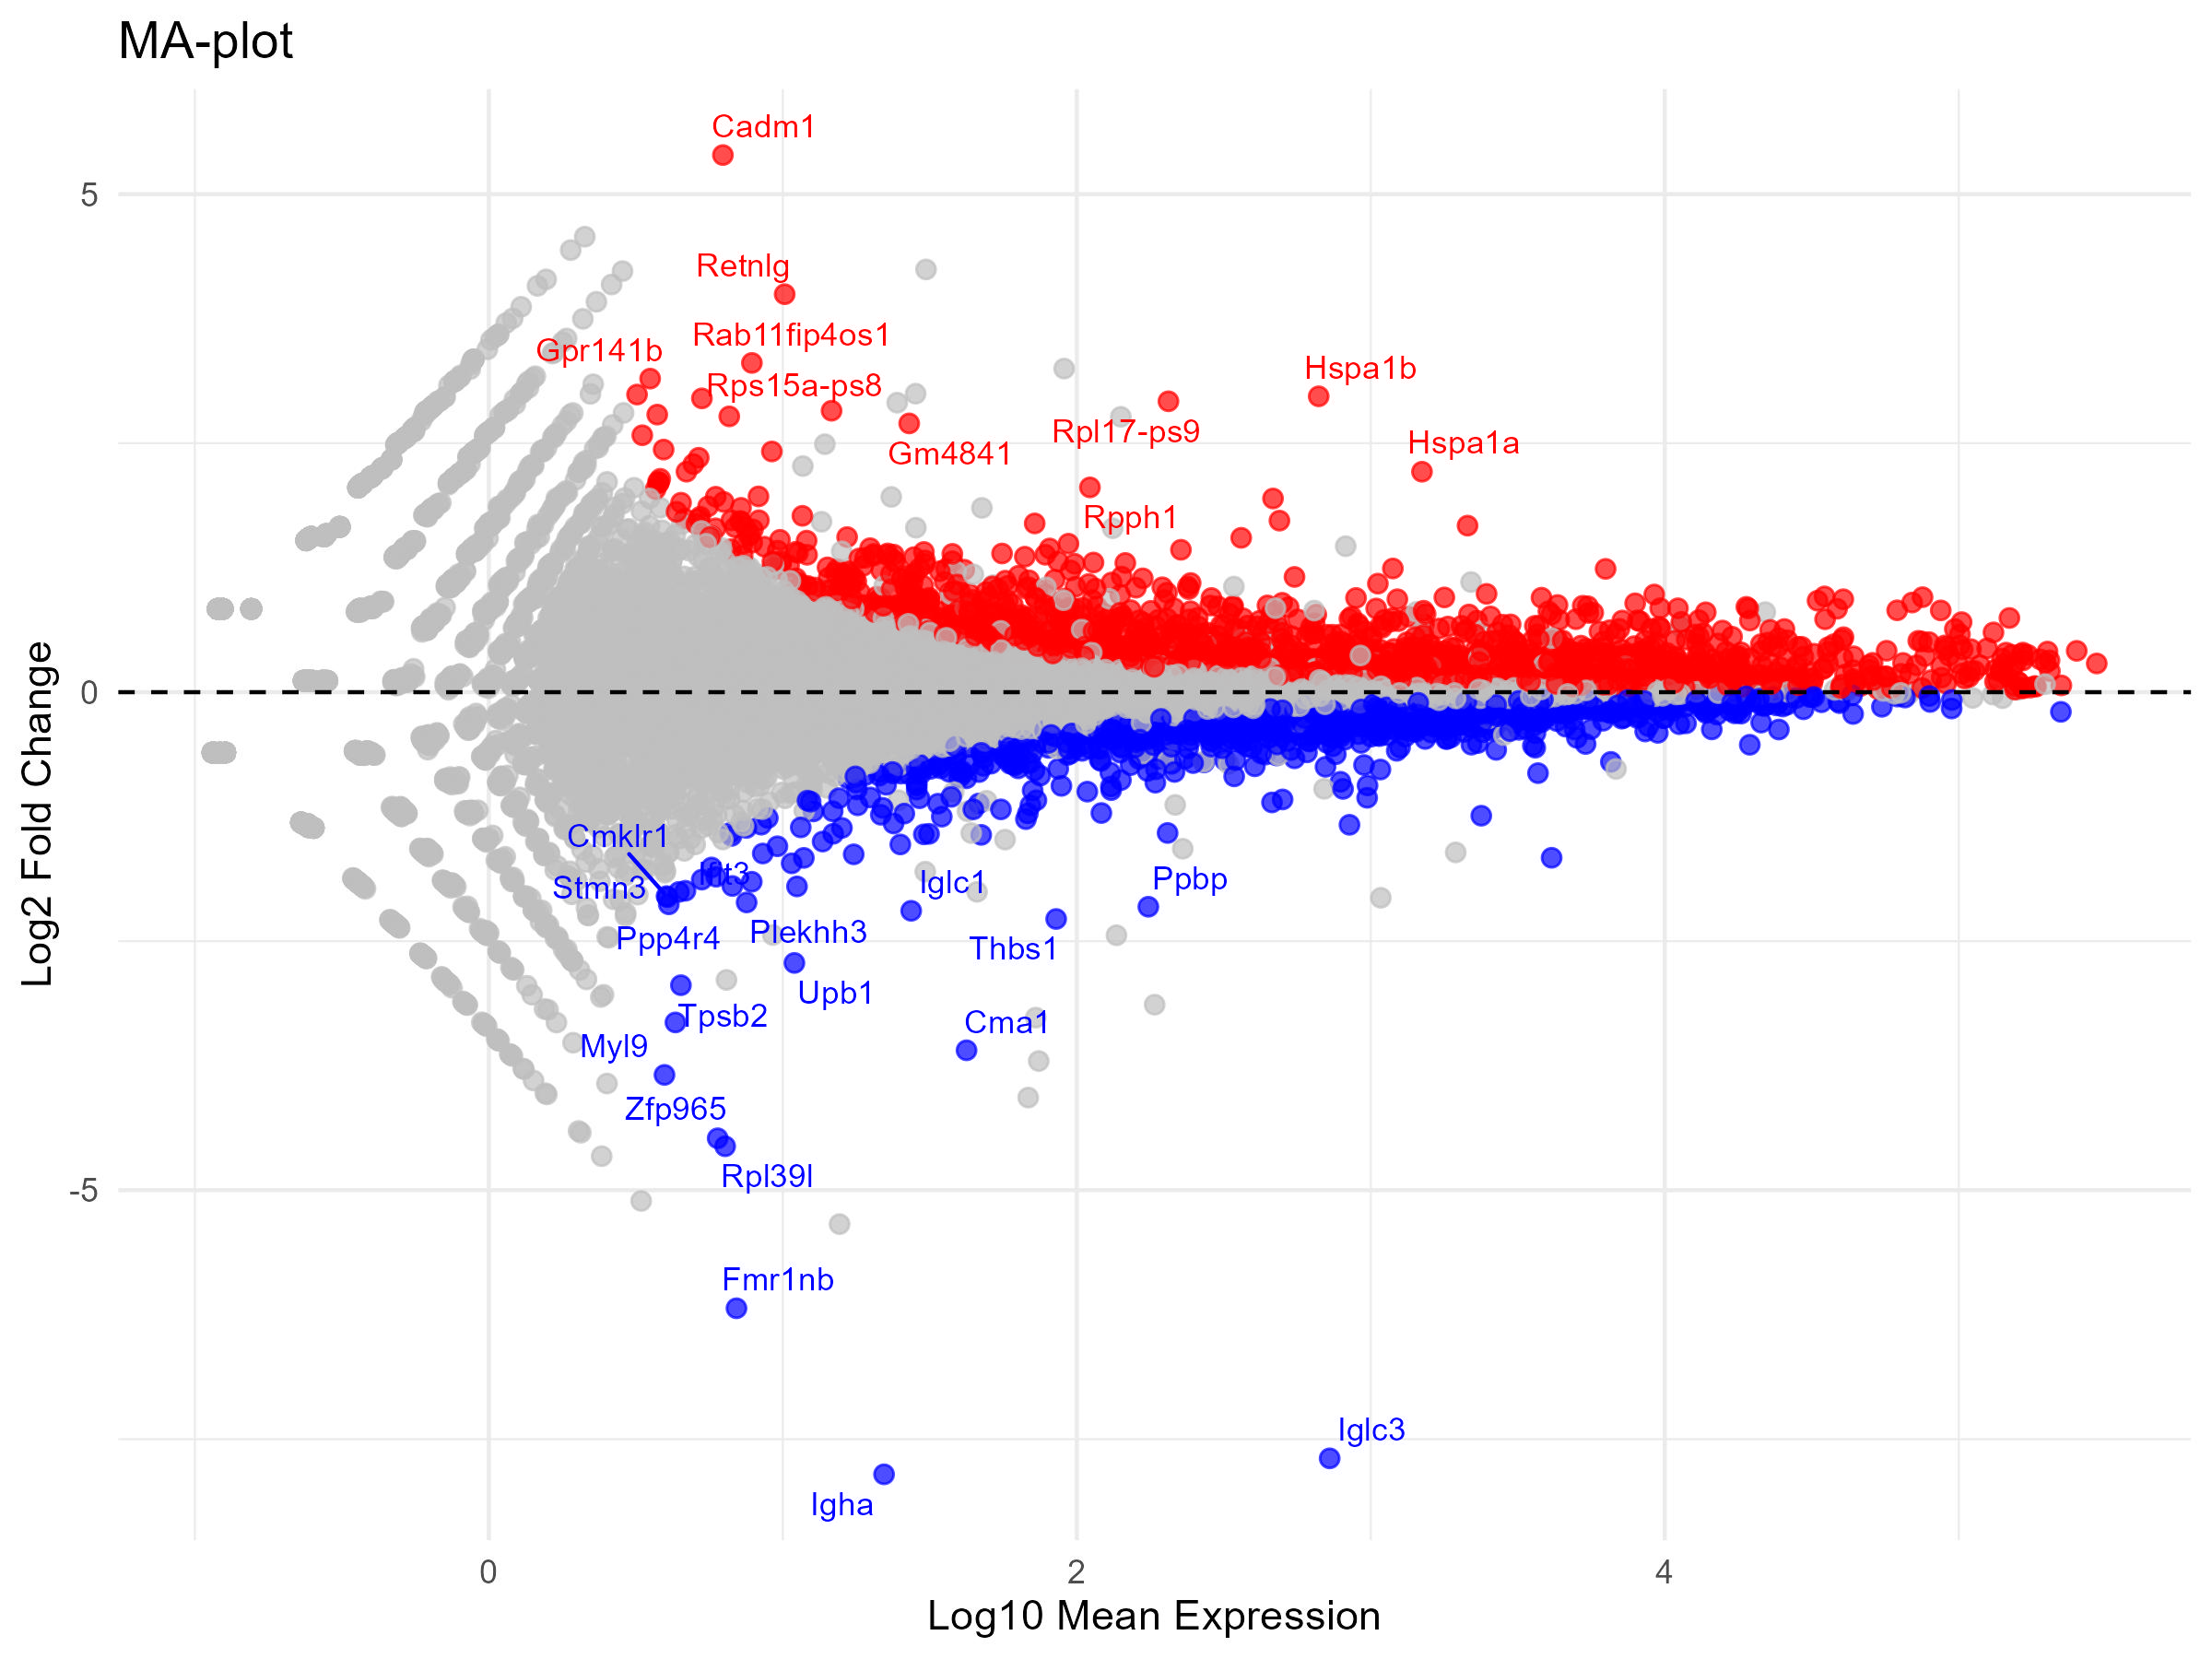 MA-plot
Cadm1
5
Retnlg
Rab11fip4os1
Gpr141b
Hspa1b
Rps15a-ps8
Rpl17-ps9
Hspa1a
Gm4841
Rpph1
Log2 Fold Change
0
Cmklr1
Ifit3
Stmn3
Iglc1
Ppbp
Ppp4r4
Plekhh3
Thbs1
Upb1
Tpsb2
Cma1
Myl9
Zfp965
Rpl39l
-5
Fmr1nb
Iglc3
Igha
0
2
4
Log10 Mean Expression